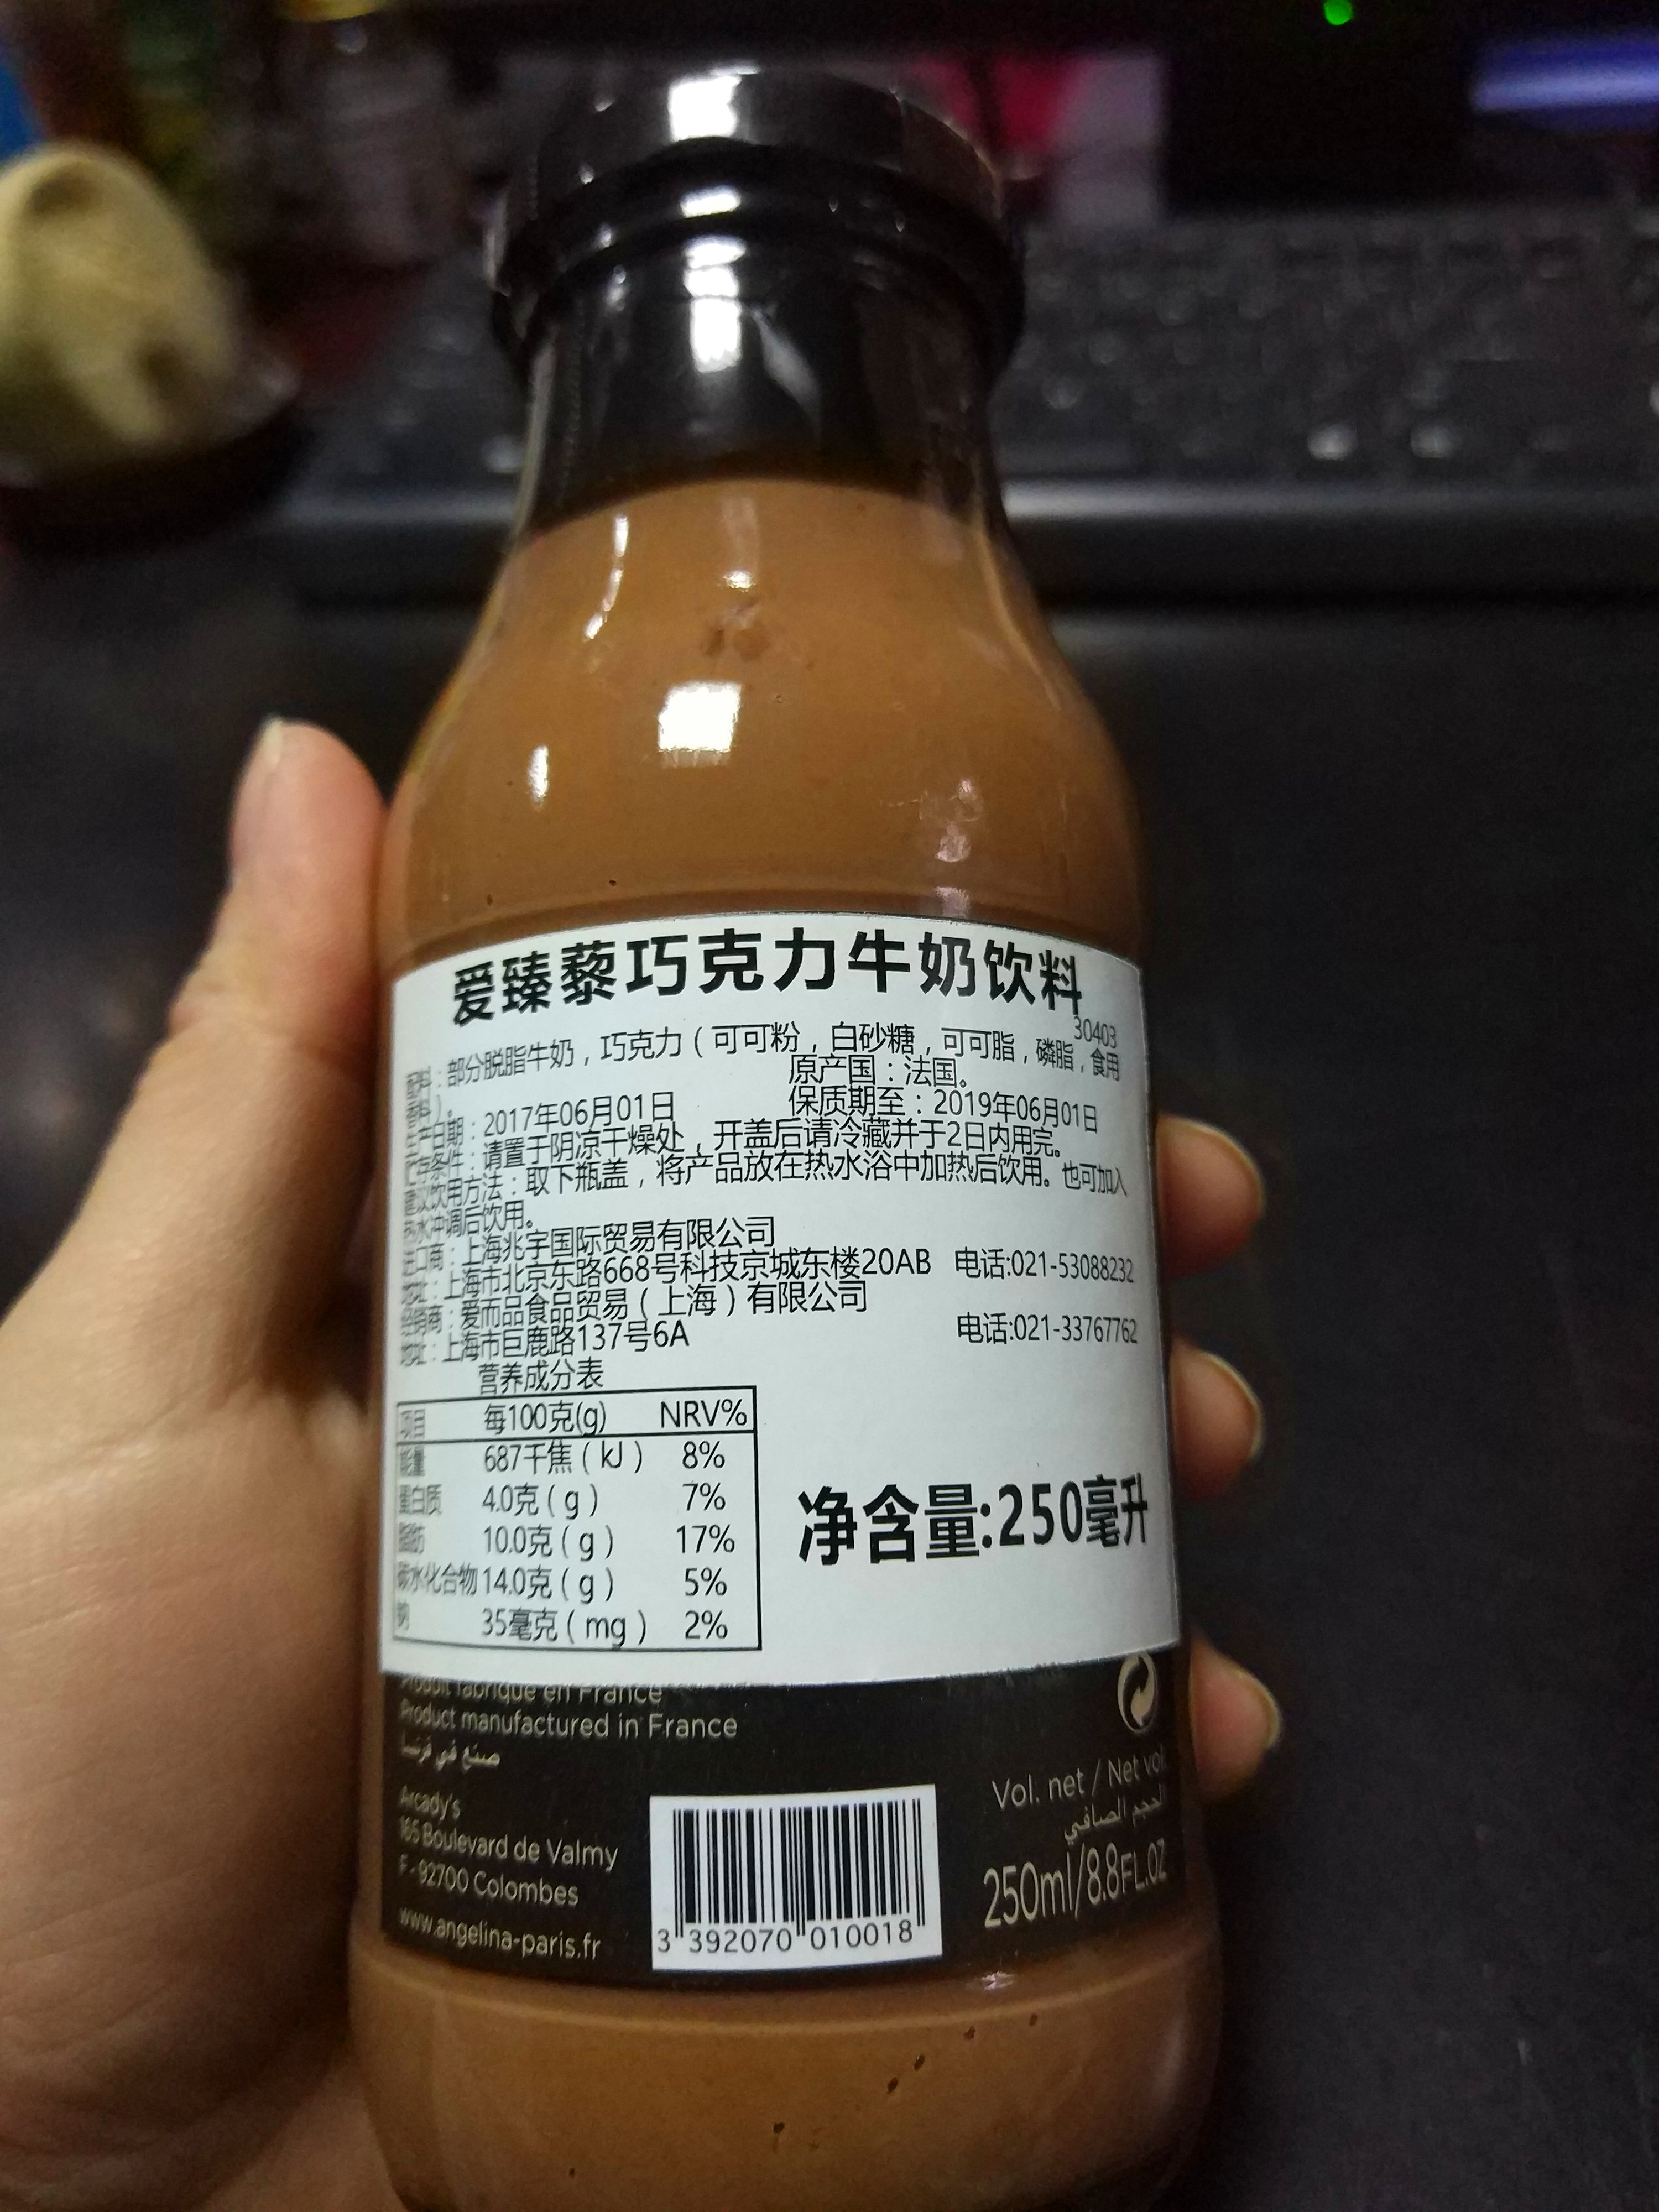 爱臻藜巧克力牛奶饮料
30403
配料：部分脱脂牛奶，巧克力（可可粉，白砂糖，可可脂，磷脂，食用
香料）。 原产国：法国。
生产日期：2017年06月01日 保质期至：2019年06月01日
贮存条件：请置于阴凉干燥处，开盖后请冷藏并于2日内用完。
建议饮用方法：取下瓶盖，将产品放在热水浴中加热后饮用。也可加入
热水冲调后饮用。
进口商：上海兆宇国际贸易有限公司
地址：上海市北京东路668号科技京城东楼20AB 电话:021-53088232
经销商：爱而品食品贸易（上海）有限公司
地址：上海市巨鹿路137号6A 电话:021-33767762
营养成分表
项目 每100克(g) NRV%
能量 687千焦（kJ） 8%
蛋白质 4.0克（g） 7%
脂肪 10.0克（g） 17%
碳水化合物 14.0克（g） 5%
钠 35毫克（mg） 2%
净含量:250毫升
Produit fabriqué en France
Product manufactured in France
صنع في فرنسا
Arcady's
165 Boulevard de Valmy
F - 92700 Colombes
www.angelina-paris.fr
3 392070 010018
Vol. net / Net vol.
الحجم الصافي
250ml/8.8FL.OZ